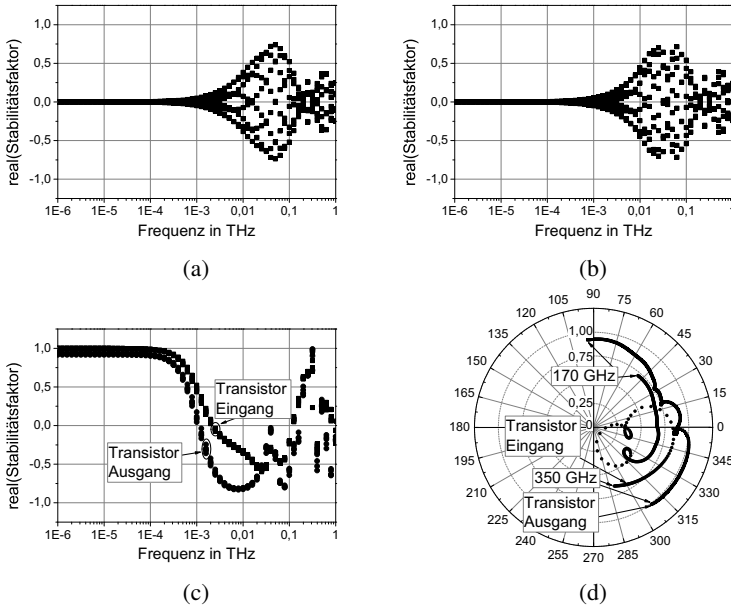 1,0
0,5
0,0
-0,5
-1,0
real(Stabilitätsfaktor)
1E-6 1E-5 1E-4 1E-3 0,01 0,1 1
Frequenz in THz
(a)
1,0
0,5
0,0
-0,5
-1,0
real(Stabilitätsfaktor)
1E-6 1E-5 1E-4 1E-3 0,01 0,1 1
Frequenz in THz
(b)
1,0
0,5
0,0
-0,5
-1,0
real(Stabilitätsfaktor)
Transistor
Eingang
Transistor
Ausgang
1E-6 1E-5 1E-4 1E-3 0,01 0,1 1
Frequenz in THz
(c)
90
105 75
120 60
135 45
150 30
165 15
180 0
195 345
210 330
225 315
240 300
255 285
270
1,00
0,75
0,25
0
170 GHz
Transistor
Eingang
350 GHz
Transistor
Ausgang
(d)